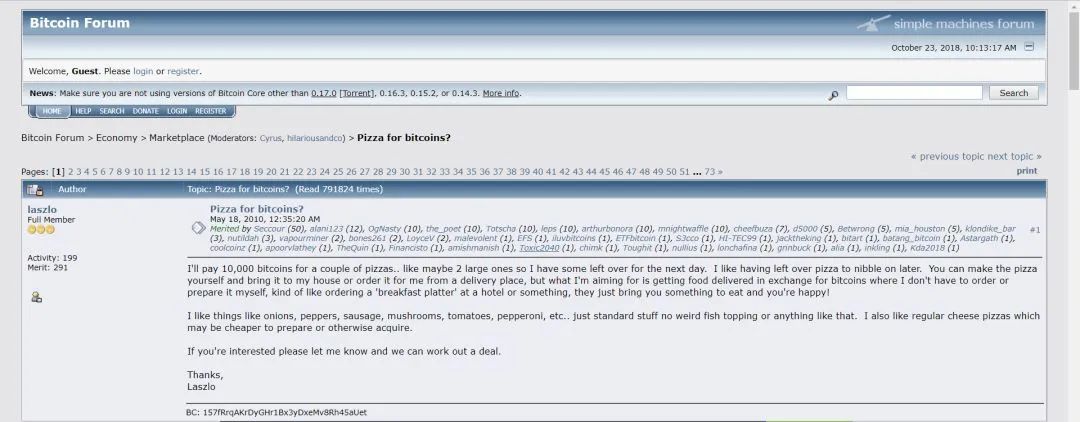 Bitcoin Forum
simple machines forum
October 23, 2018, 10:13:17 AM
Welcome, Guest. Please login or register.
News: Make sure you are not using versions of Bitcoin Core other than 0.17.0 [Torrent], 0.16.3, 0.15.2, or 0.14.3. More info.
Search
HOME HELP SEARCH DONATE LOGIN REGISTER
Bitcoin Forum > Economy > Marketplace (Moderators: Cyrus, hilariousandco) > Pizza for bitcoins?
« previous topic next topic »
Pages: [1] 2 3 4 5 6 7 8 9 10 11 12 13 14 15 16 17 18 19 20 21 22 23 24 25 26 27 28 29 30 31 32 33 34 35 36 37 38 39 40 41 42 43 44 45 46 47 48 49 50 51 ... 73 »
print
Author
Topic: Pizza for bitcoins? (Read 791824 times)
laszlo
Full Member
Activity: 199
Merit: 291
Pizza for bitcoins?
May 18, 2010, 12:35:20 AM
#1
Merited by Seccour (50), alani123 (12), OgNasty (10), the_poet (10), Totscha (10), leps (10), arthurbonora (10), mnightwaffle (10), cheefbuza (7), d5000 (5), Betwrong (5), mia_houston (5), klondike_bar
(3), nutildah (3), vapourminer (2), bones261 (2), LoyceV (2), malevolent (1), EFS (1), iluvbitcoins (1), ETFbitcoin (1), S3cco (1), HI-TEC99 (1), Jacktheking (1), bitart (1), batang_bitcoin (1), Astargath (1),
coolcoinz (1), apoorvlathey (1), TheQuin (1), Financisto (1), amishmanish (1), Toxic2040 (1), chimk (1), Toughit (1), nullius (1), lonchafina (1), grinbuck (1), alia (1), inkling (1), Kda2018 (1)
I'll pay 10,000 bitcoins for a couple of pizzas.. like maybe 2 large ones so I have some left over for the next day. I like having left over pizza to nibble on later. You can make the pizza
yourself and bring it to my house or order it for me from a delivery place, but what I'm aiming for is getting food delivered in exchange for bitcoins where I don't have to order or
prepare it myself, kind of like ordering a 'breakfast platter' at a hotel or something, they just bring you something to eat and you're happy!
I like things like onions, peppers, sausage, mushrooms, tomatoes, pepperoni, etc.. just standard stuff no weird fish topping or anything like that. I also like regular cheese pizzas which
may be cheaper to prepare or otherwise acquire.
If you're interested please let me know and we can work out a deal.
Thanks,
Laszlo
BC: 157fRrqAKrDyGHr1Bx3yDxeMv8Rh45aUet